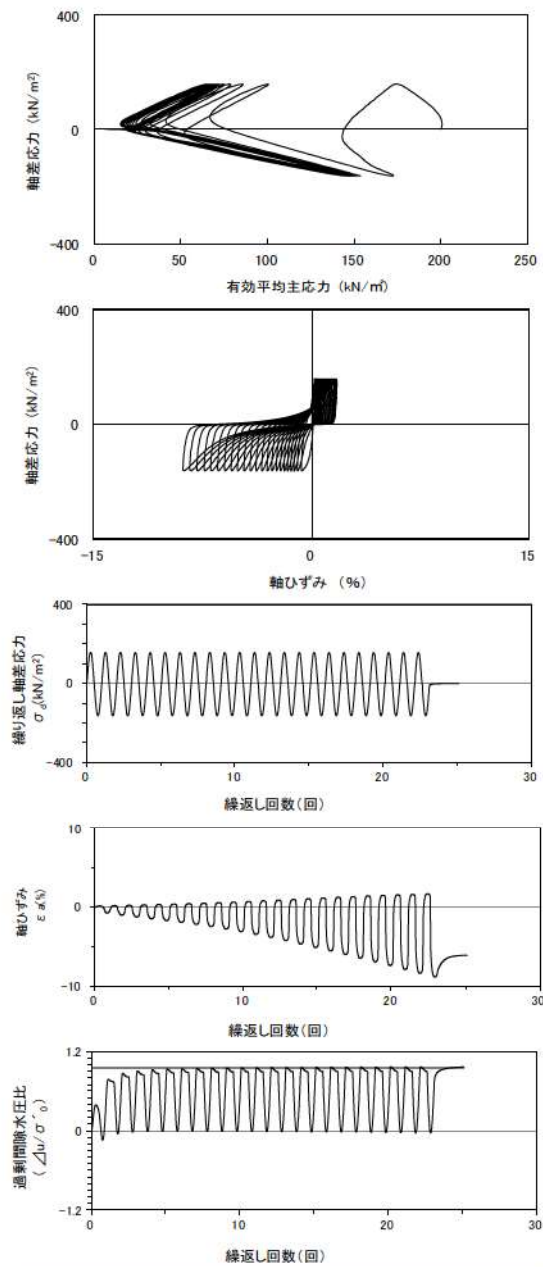 400
0
-400
軸差応力 (kN/m²)
0 50 100 150 200 250
有効平均主応力 (kN/㎡)
400
0
-400
軸差応力 (kN/m²)
-15 0 15
軸ひずみ (%)
400
0
-400
繰り返し軸差応力
σd(kN/m²)
0 10 20 30
繰返し回数(回)
10
0
-10
軸ひずみ
εa(%)
0 10 20 30
繰返し回数(回)
1.2
0
-1.2
過剰間隙水圧比
(⊿u/σ´0)
0 10 20 30
繰返し回数(回)